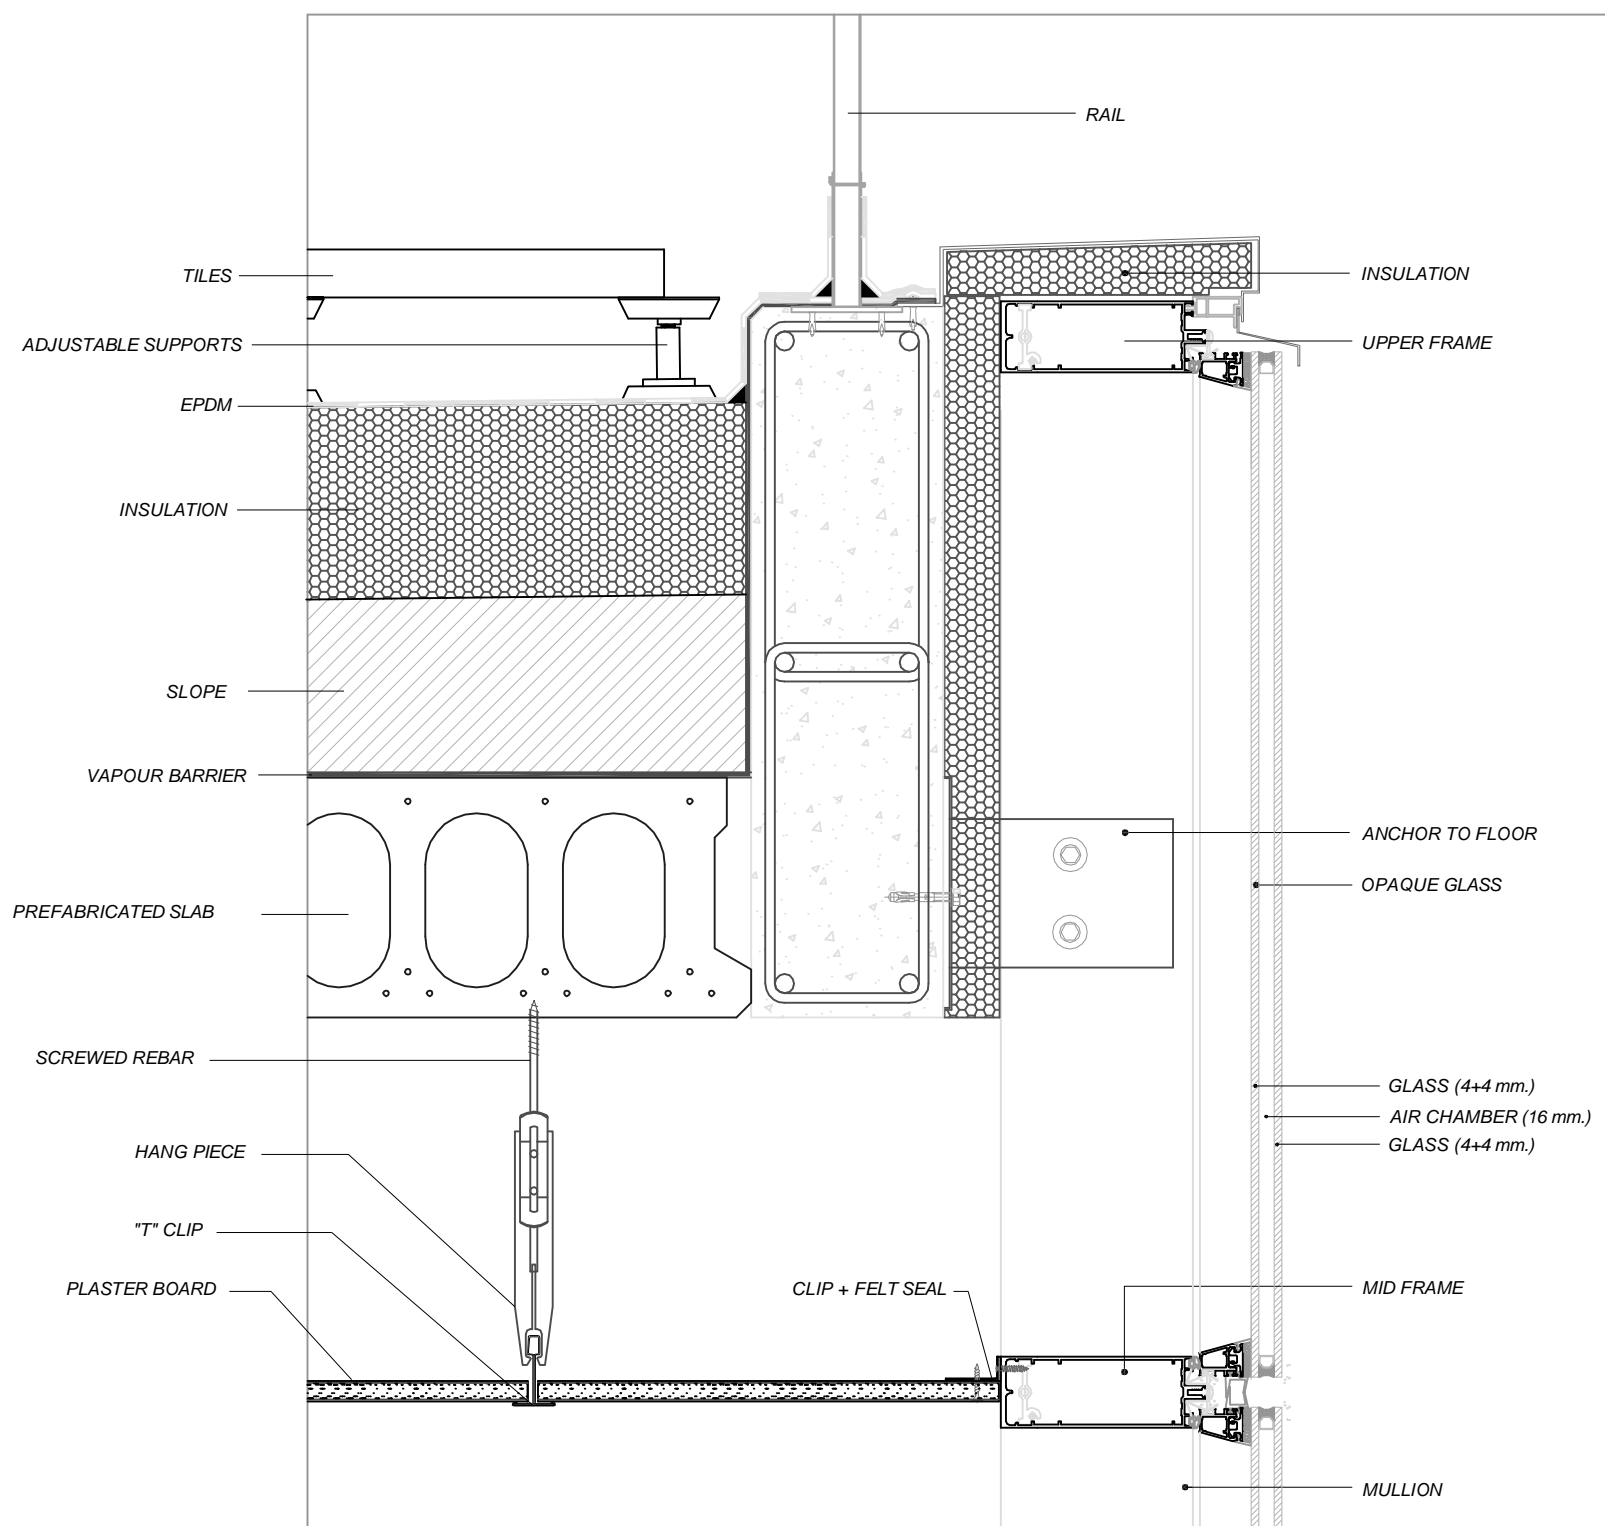 RAIL
TILES
INSULATION
ADJUSTABLE SUPPORTS
UPPER FRAME
EPDM
INSULATION
SLOPE
VAPOUR BARRIER
ANCHOR TO FLOOR
OPAQUE GLASS
PREFABRICATED SLAB
SCREWED REBAR
GLASS (4+4 mm.)
AIR CHAMBER (16 mm.)
GLASS (4+4 mm.)
HANG PIECE
"T" CLIP
PLASTER BOARD
CLIP + FELT SEAL
MID FRAME
MULLION